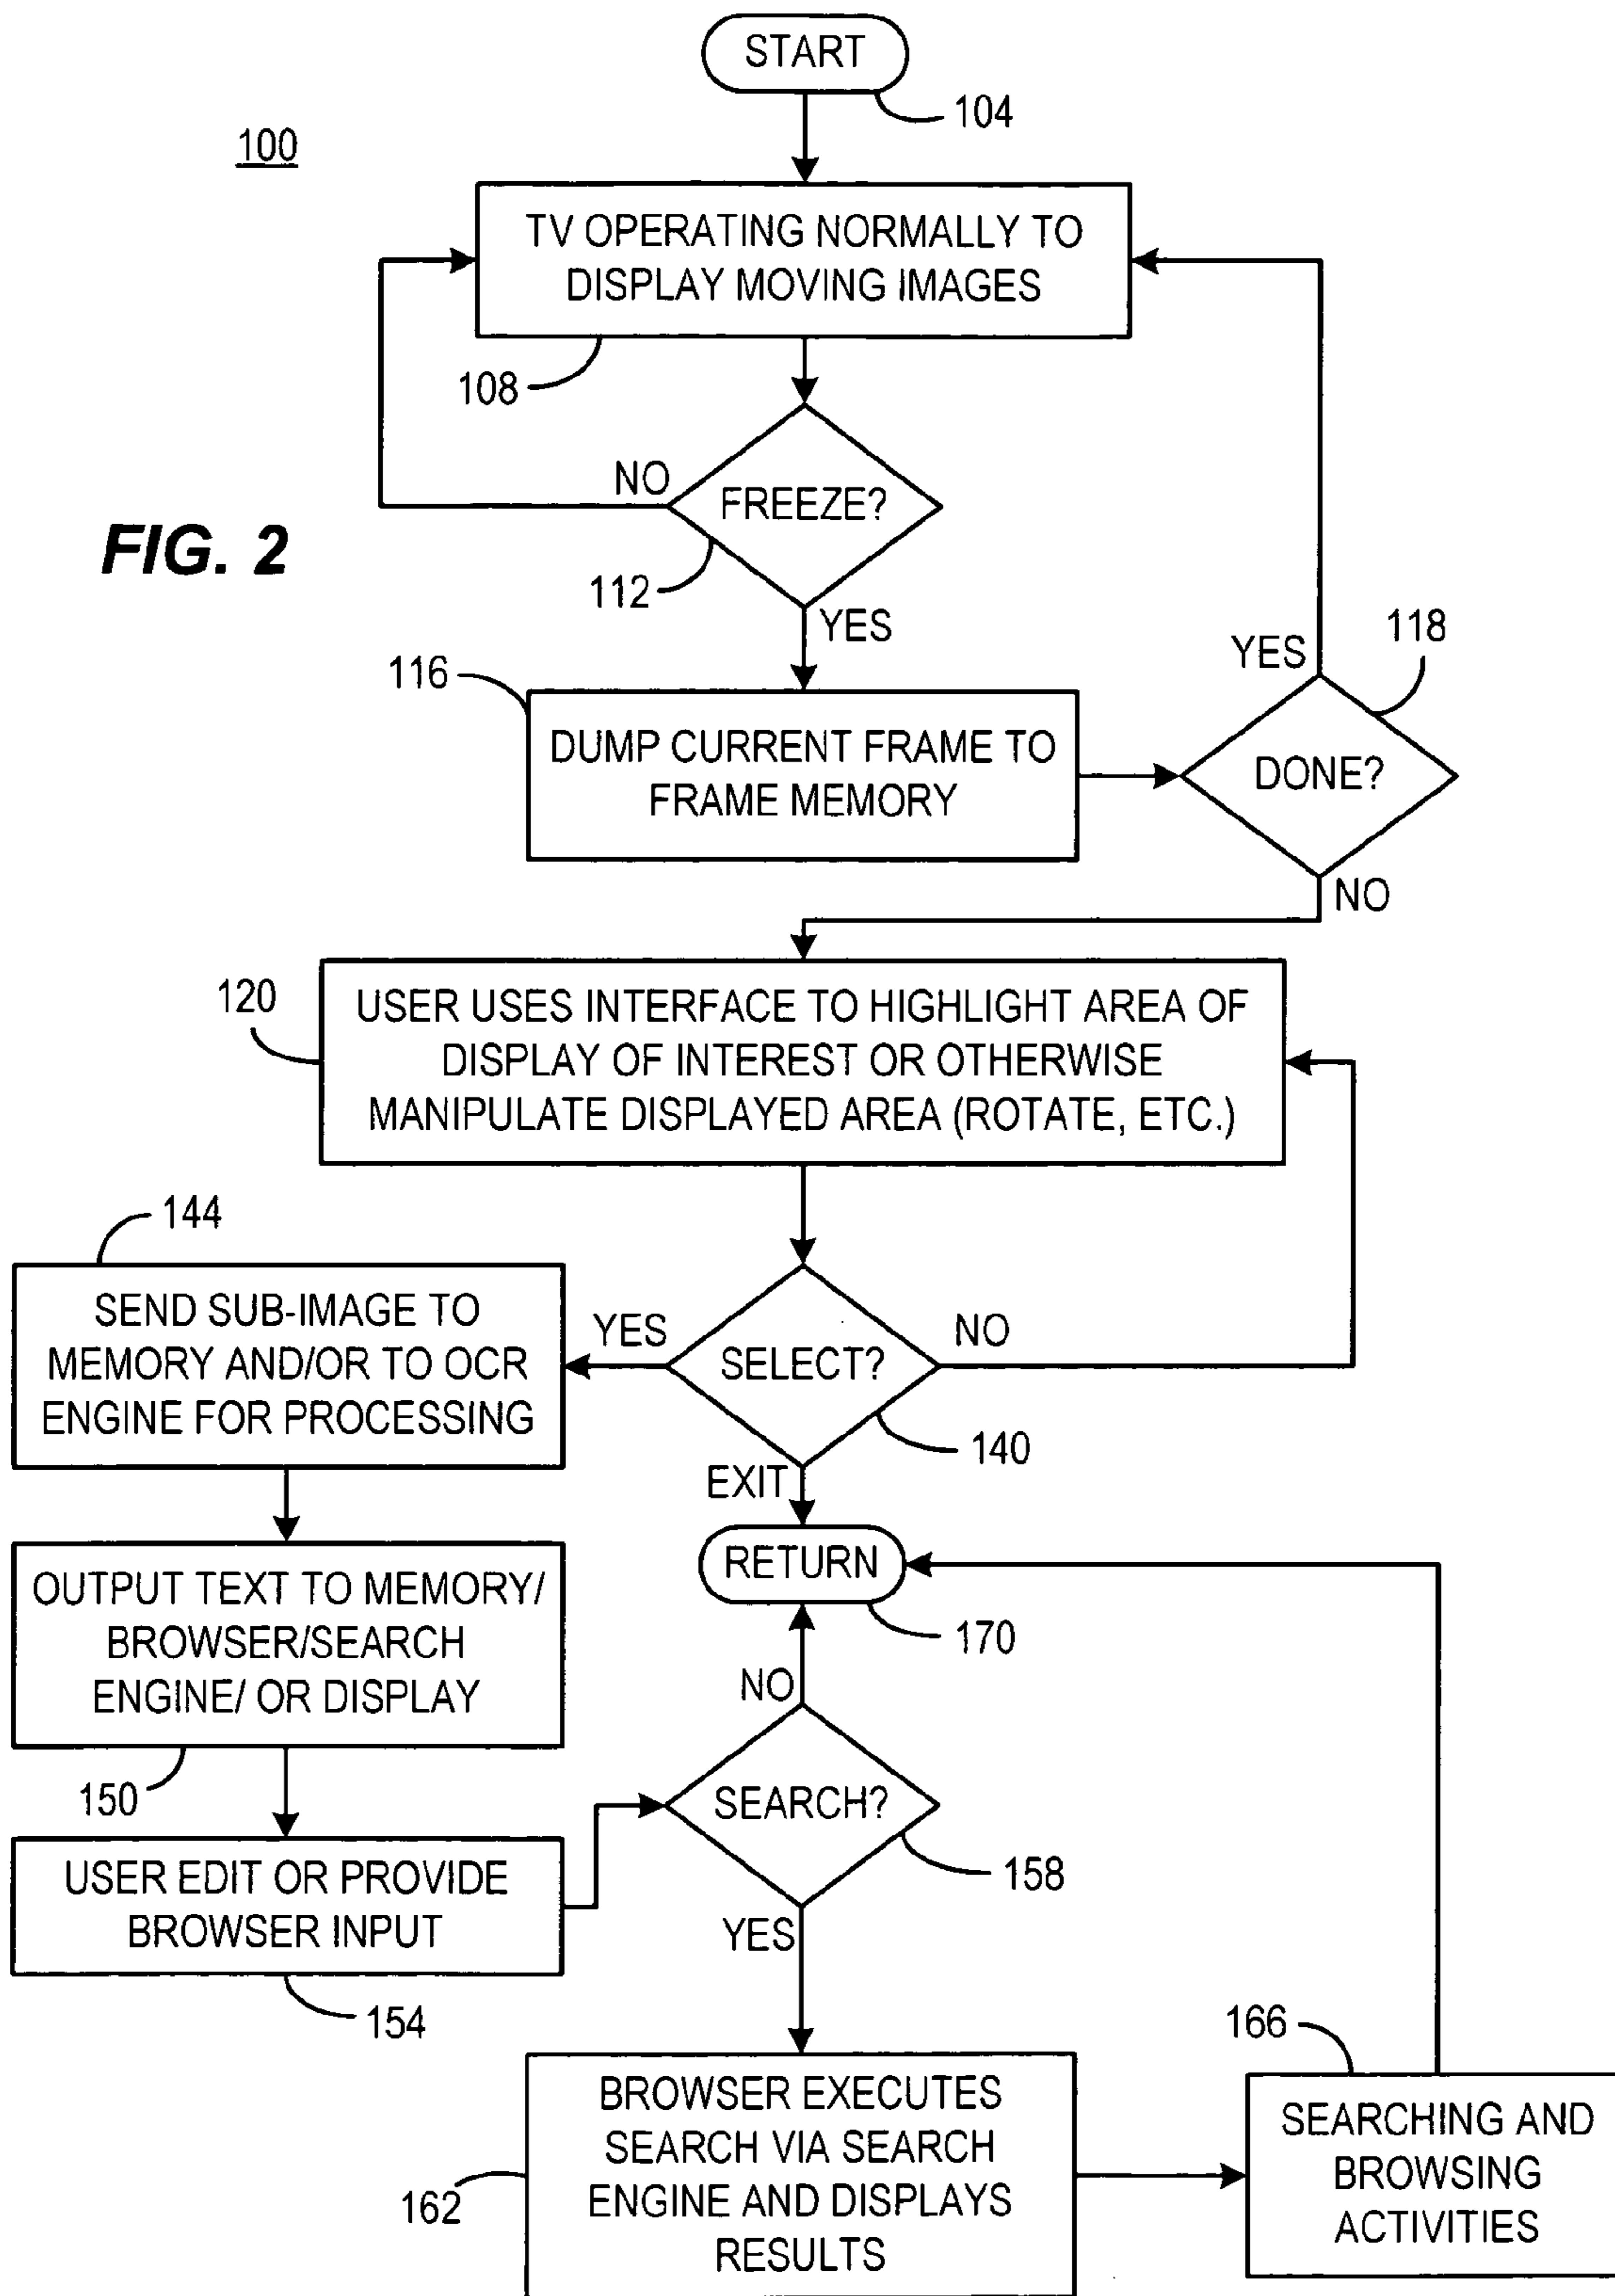 START
104
100
TV OPERATING NORMALLY TO
DISPLAY MOVING IMAGES
108
NO
FREEZE?
FIG. 2
112
YES
116
DUMP CURRENT FRAME TO
FRAME MEMORY
YES
118
DONE?
NO
120
USER USES INTERFACE TO HIGHLIGHT AREA OF
DISPLAY OF INTEREST OR OTHERWISE
MANIPULATE DISPLAYED AREA (ROTATE, ETC.)
144
SEND SUB-IMAGE TO
MEMORY AND/OR TO OCR
ENGINE FOR PROCESSING
YES
SELECT?
NO
140
EXIT
RETURN
170
OUTPUT TEXT TO MEMORY/
BROWSER/SEARCH
ENGINE/ OR DISPLAY
150
NO
SEARCH?
158
USER EDIT OR PROVIDE
BROWSER INPUT
154
YES
BROWSER EXECUTES
SEARCH VIA SEARCH
ENGINE AND DISPLAYS
RESULTS
162
166
SEARCHING AND
BROWSING
ACTIVITIES